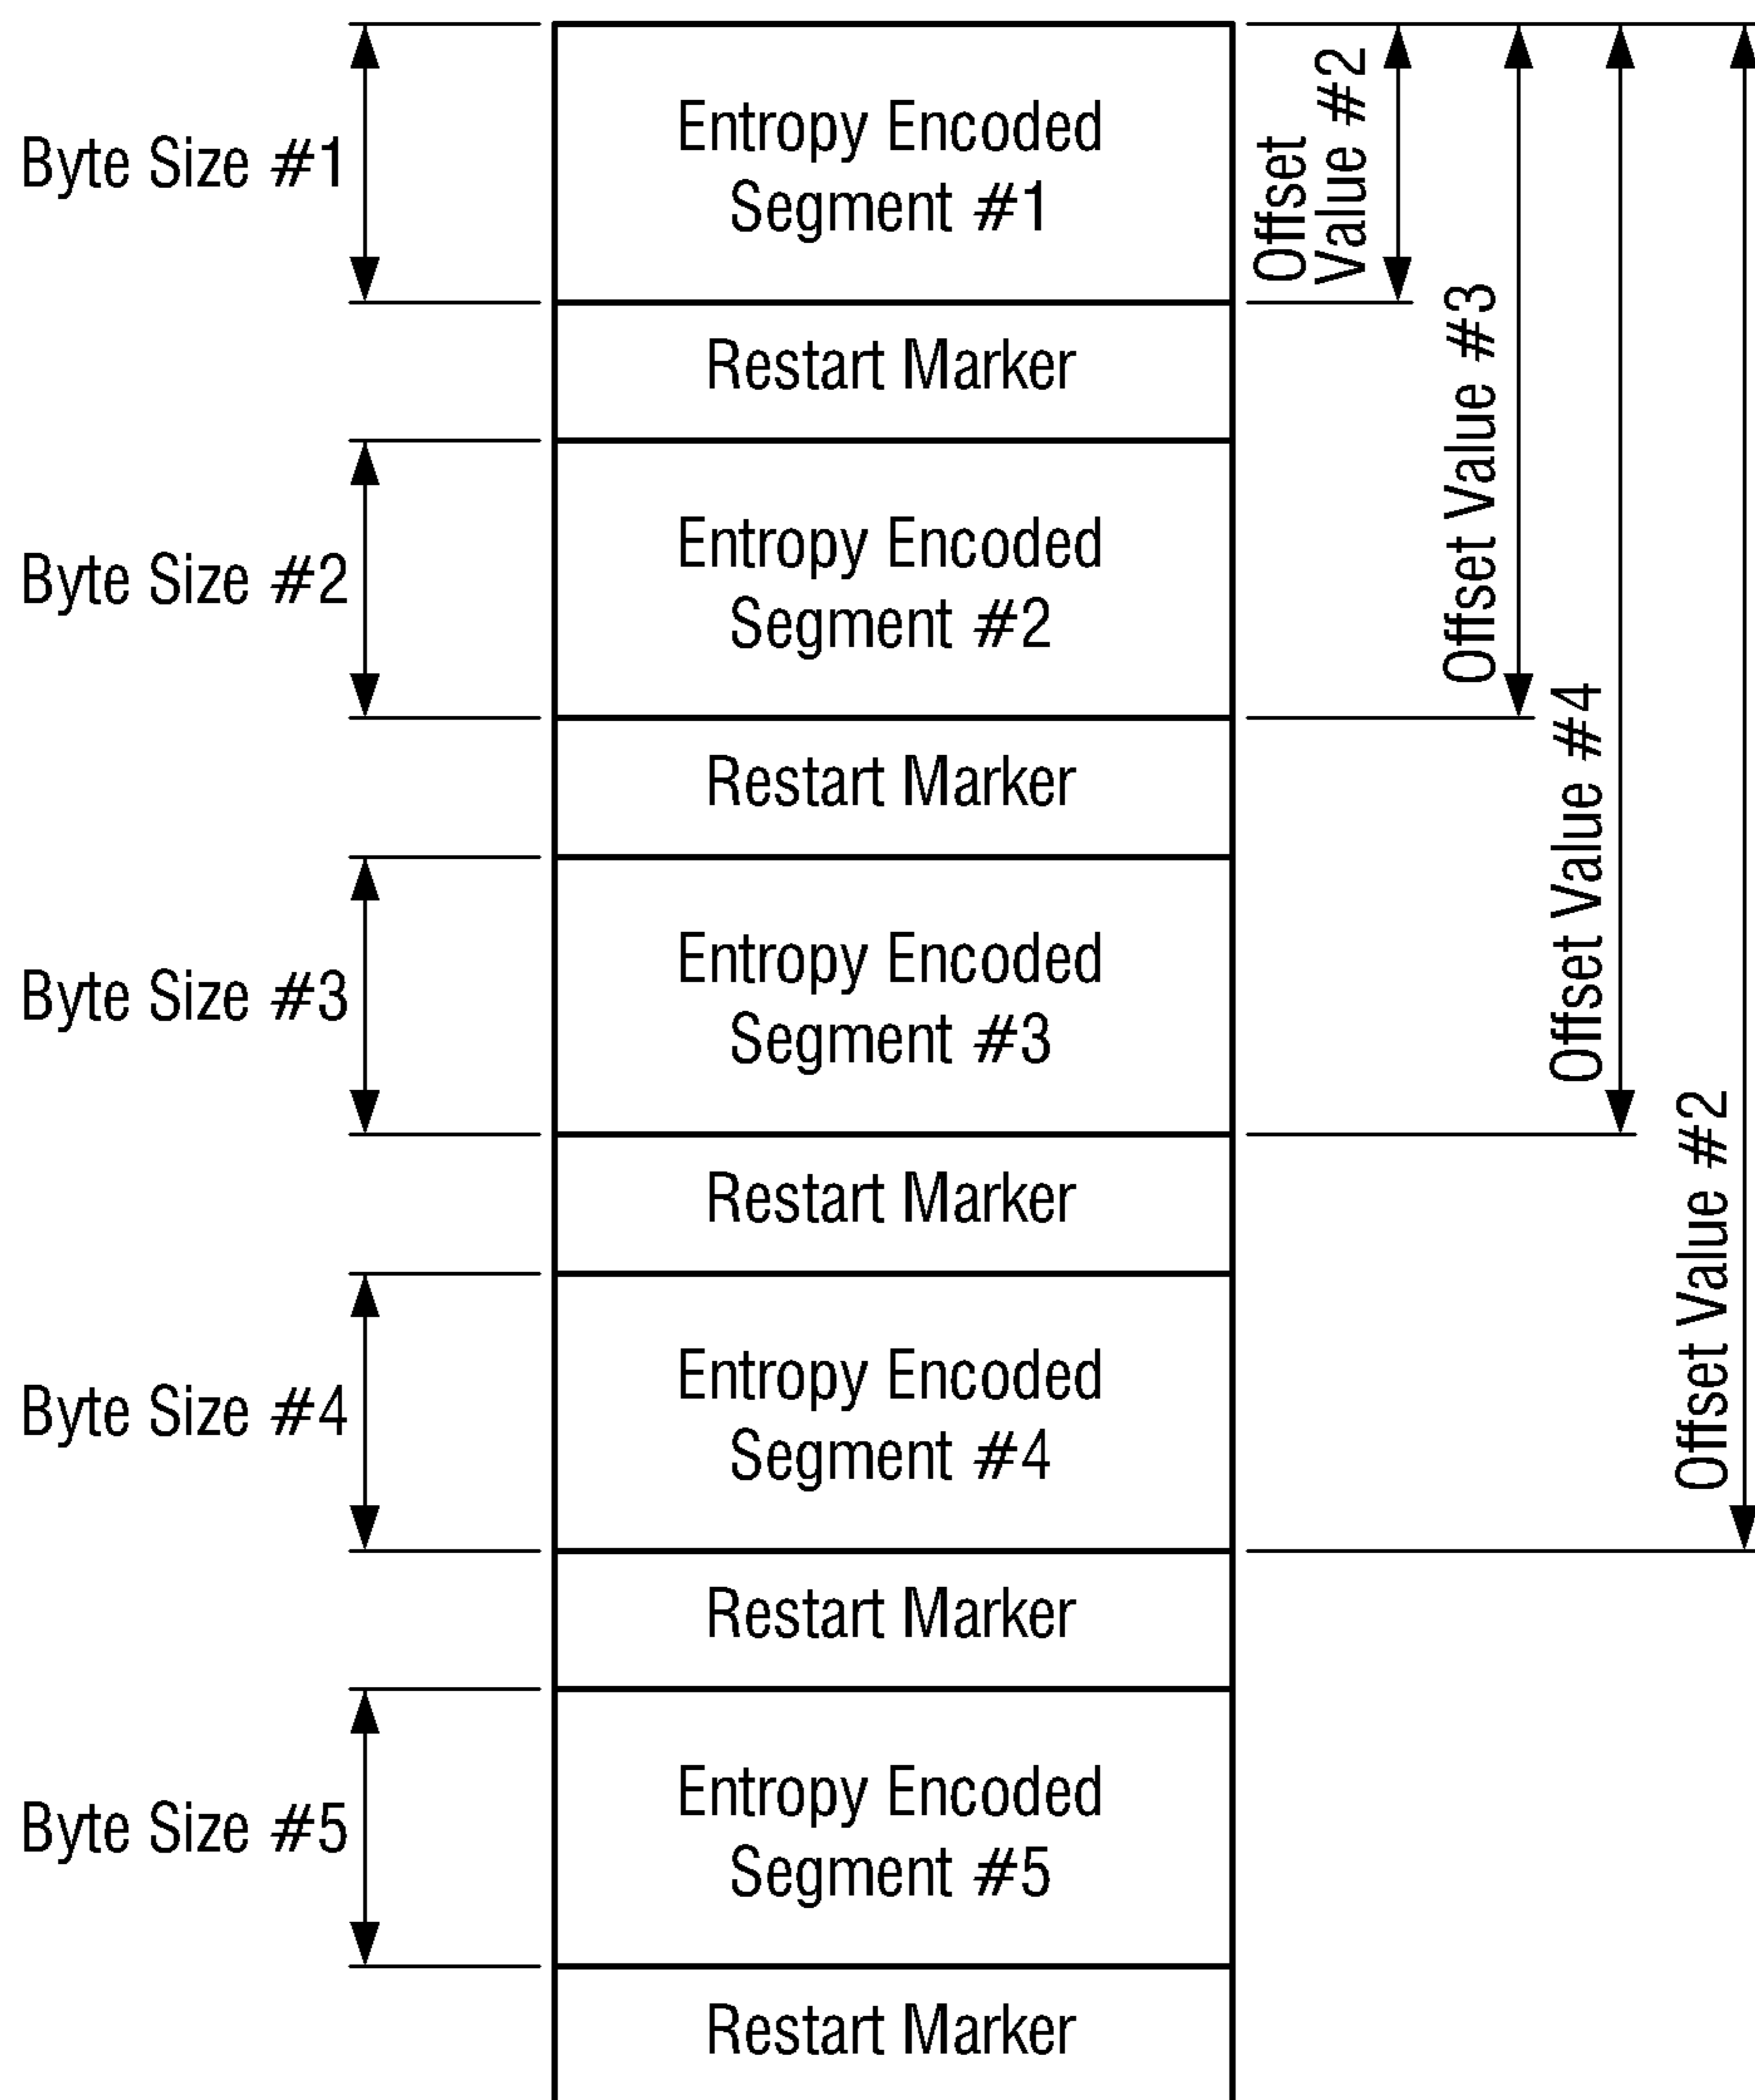 Byte Size #1
Entropy Encoded
Segment #1
Offset
Value #2
Restart Marker
Offset Value #3
Byte Size #2
Entropy Encoded
Segment #2
Restart Marker
Offset Value #4
Byte Size #3
Entropy Encoded
Segment #3
Restart Marker
Offset Value #2
Byte Size #4
Entropy Encoded
Segment #4
Restart Marker
Byte Size #5
Entropy Encoded
Segment #5
Restart Marker